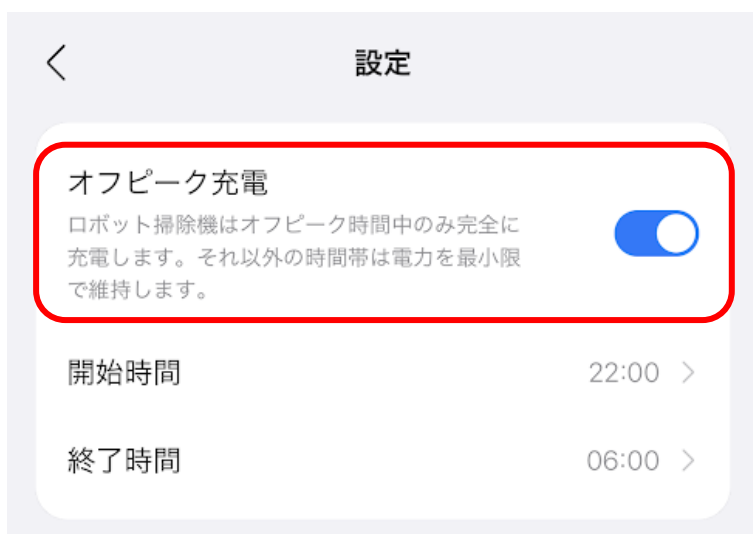 設定
オフピーク充電
ロボット掃除機はオフピーク時間中のみ完全に
充電します。それ以外の時間帯は電力を最小限
で維持します。
開始時間 22:00
終了時間 06:00